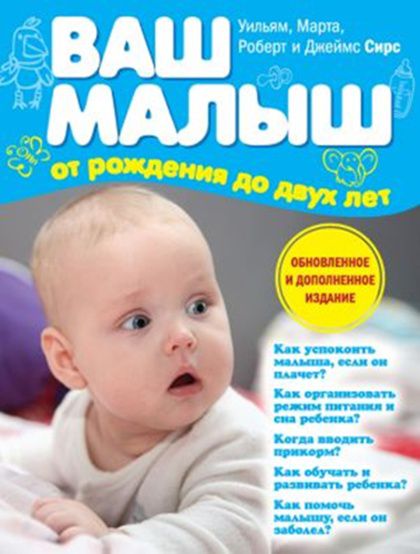 Уильям, Марта,
Роберт и Джеймс Сирс
ВАШ
МАЛЫШ
от рождения до двух лет
ОБНОВЛЕННОЕ
И ДОПОЛНЕННОЕ
ИЗДАНИЕ
Как успокоить
малыша, если он
плачет?
Как организовать
режим питания и
сна ребенка?
Когда вводить
прикорм?
Как обучать и
развивать ребенка?
Как помочь
малышу, если он
заболел?